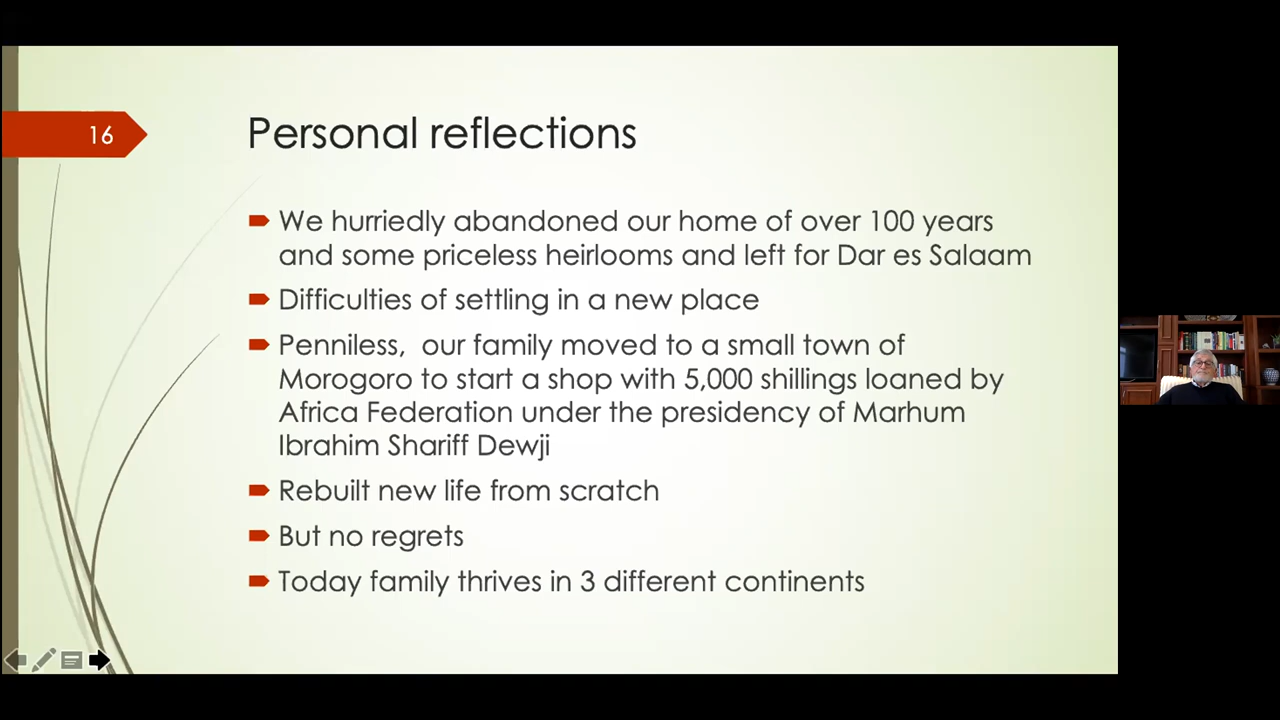 16
Personal reflections
We hurriedly abandoned our home of over 100 years
and some priceless heirlooms and left for Dar es Salaam
Difficulties of settling in a new place
Penniless, our family moved to a small town of
Morogoro to start a shop with 5,000 shillings loaned by
Africa Federation under the presidency of Marhum
Ibrahim Shariff Dewji
Rebuilt new life from scratch
But no regrets
Today family thrives in 3 different continents